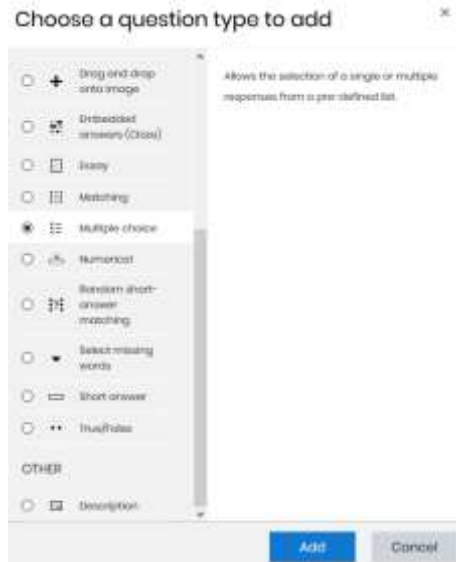 Choose a question type to add
×
Drag and drop
onto image
Allows the selection of a single or multiple
responses from a pre-defined list.
Embedded
answers (Cloze)
Essay
Matching
Multiple choice
Numerical
Random short-
answer
matching
Select missing
words
Short answer
True/False
OTHER
Description
Add
Cancel